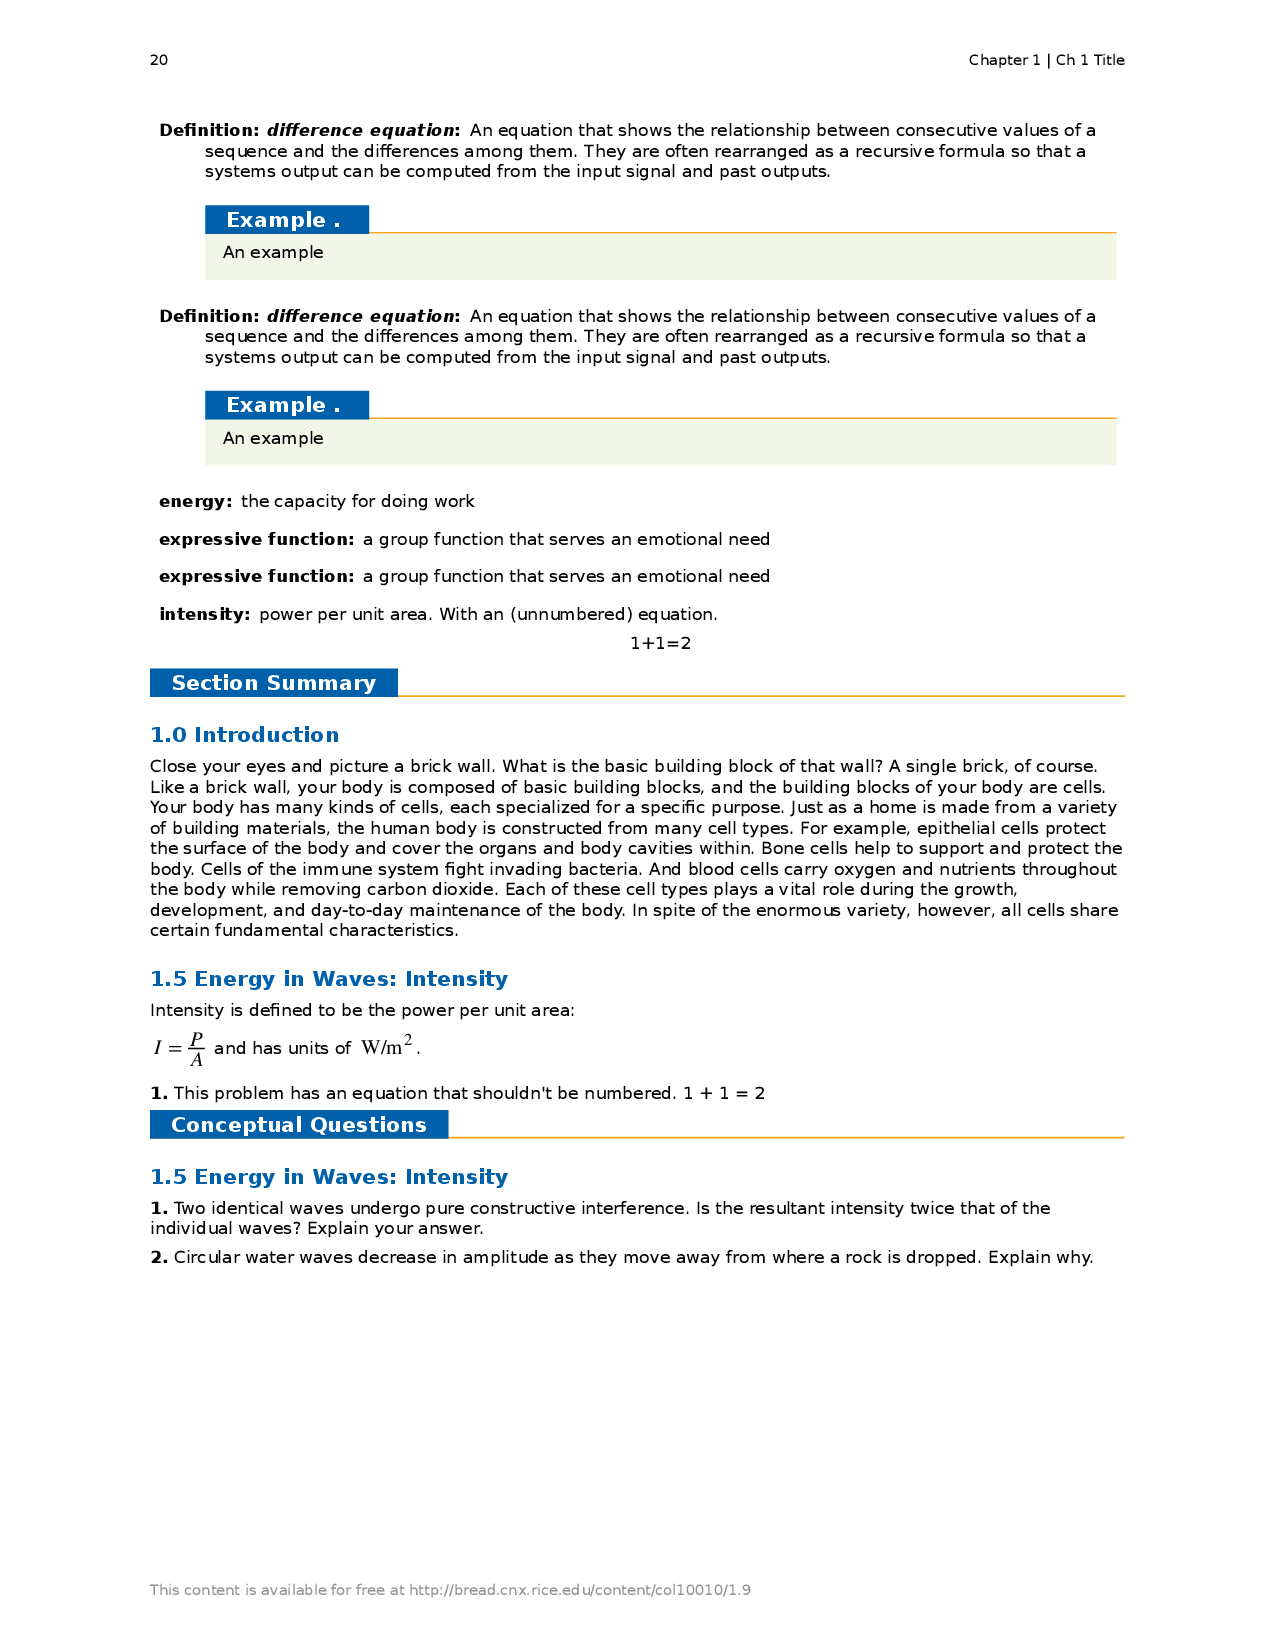 20
Chapter 1 | Ch 1 Title
Definition: difference equation: An equation that shows the relationship between consecutive values of a
sequence and the differences among them. They are often rearranged as a recursive formula so that a
systems output can be computed from the input signal and past outputs.
Example .
An example
Definition: difference equation: An equation that shows the relationship between consecutive values of a
sequence and the differences among them. They are often rearranged as a recursive formula so that a
systems output can be computed from the input signal and past outputs.
Example .
An example
energy: the capacity for doing work
expressive function: a group function that serves an emotional need
expressive function: a group function that serves an emotional need
intensity: power per unit area. With an (unnumbered) equation.
1+1=2
Section Summary
1.0 Introduction
Close your eyes and picture a brick wall. What is the basic building block of that wall? A single brick, of course.
Like a brick wall, your body is composed of basic building blocks, and the building blocks of your body are cells.
Your body has many kinds of cells, each specialized for a specific purpose. Just as a home is made from a variety
of building materials, the human body is constructed from many cell types. For example, epithelial cells protect
the surface of the body and cover the organs and body cavities within. Bone cells help to support and protect the
body. Cells of the immune system fight invading bacteria. And blood cells carry oxygen and nutrients throughout
the body while removing carbon dioxide. Each of these cell types plays a vital role during the growth,
development, and day-to-day maintenance of the body. In spite of the enormous variety, however, all cells share
certain fundamental characteristics.
1.5 Energy in Waves: Intensity
Intensity is defined to be the power per unit area:
I = P/A and has units of W/m².
1. This problem has an equation that shouldn't be numbered. 1 + 1 = 2
Conceptual Questions
1.5 Energy in Waves: Intensity
1. Two identical waves undergo pure constructive interference. Is the resultant intensity twice that of the
individual waves? Explain your answer.
2. Circular water waves decrease in amplitude as they move away from where a rock is dropped. Explain why.
This content is available for free at http://bread.cnx.rice.edu/content/col10010/1.9